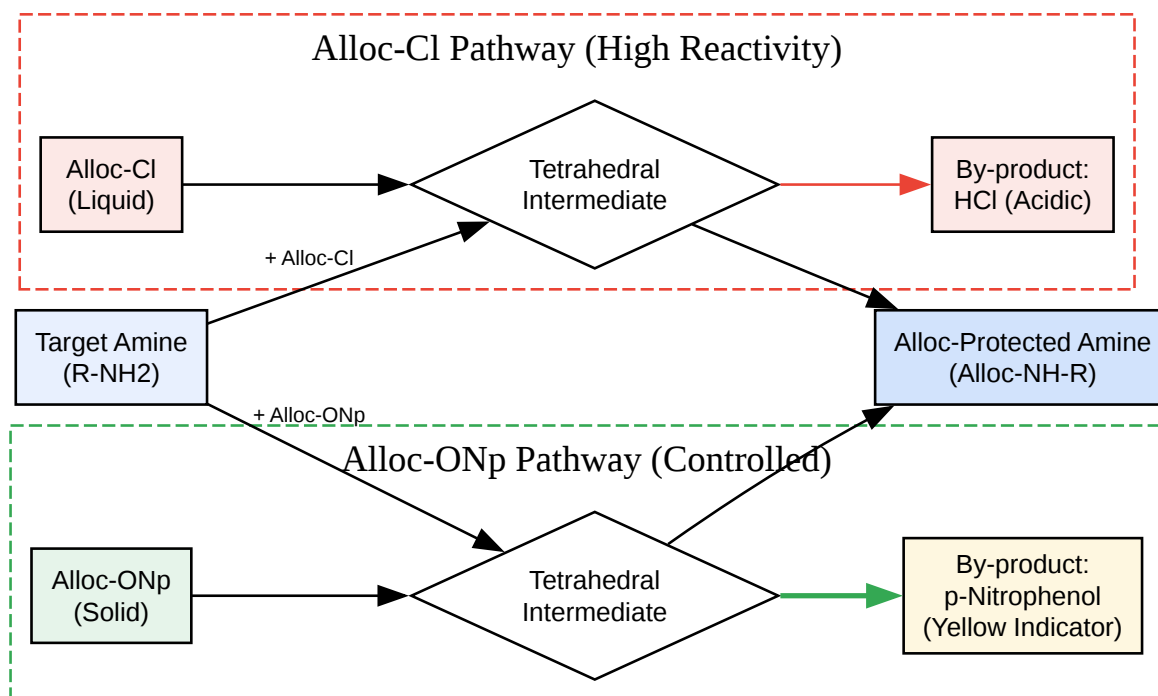 Alloc-Cl Pathway (High Reactivity)
Alloc-Cl
(Liquid)
Tetrahedral
Intermediate
By-product:
HCl (Acidic)
+ Alloc-Cl
Target Amine
(R-NH2)
Alloc-Protected Amine
(Alloc-NH-R)
+ Alloc-ONp
Alloc-ONp Pathway (Controlled)
Alloc-ONp
(Solid)
Tetrahedral
Intermediate
By-product:
p-Nitrophenol
(Yellow Indicator)